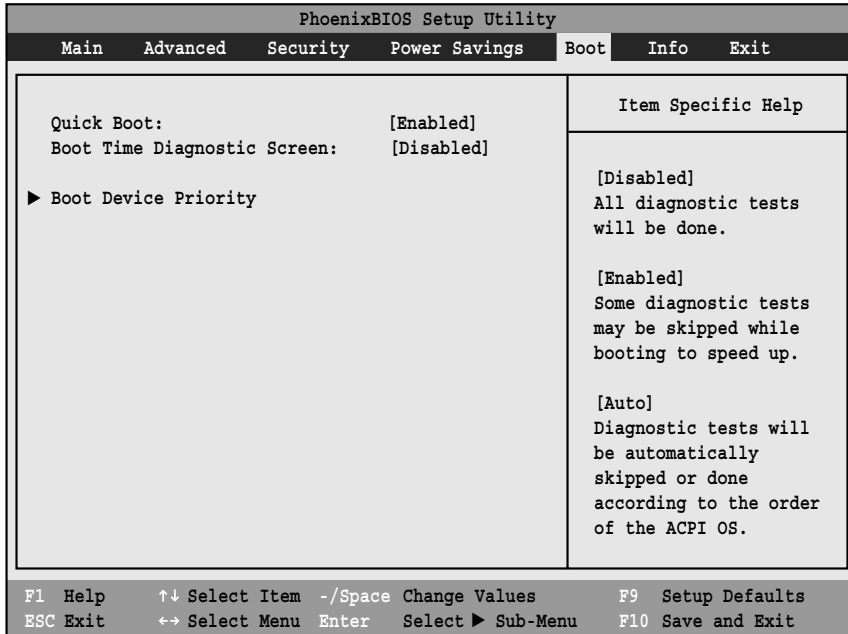 PhoenixBIOS Setup Utility
Main Advanced Security Power Savings Boot Info Exit
Quick Boot: [Enabled]
Boot Time Diagnostic Screen: [Disabled]
▶ Boot Device Priority
Item Specific Help
[Disabled]
All diagnostic tests
will be done.
[Enabled]
Some diagnostic tests
may be skipped while
booting to speed up.
[Auto]
Diagnostic tests will
be automatically
skipped or done
according to the order
of the ACPI OS.
F1 Help ↑↓ Select Item -/Space Change Values F9 Setup Defaults
ESC Exit ←→ Select Menu Enter Select ▶ Sub-Menu F10 Save and Exit